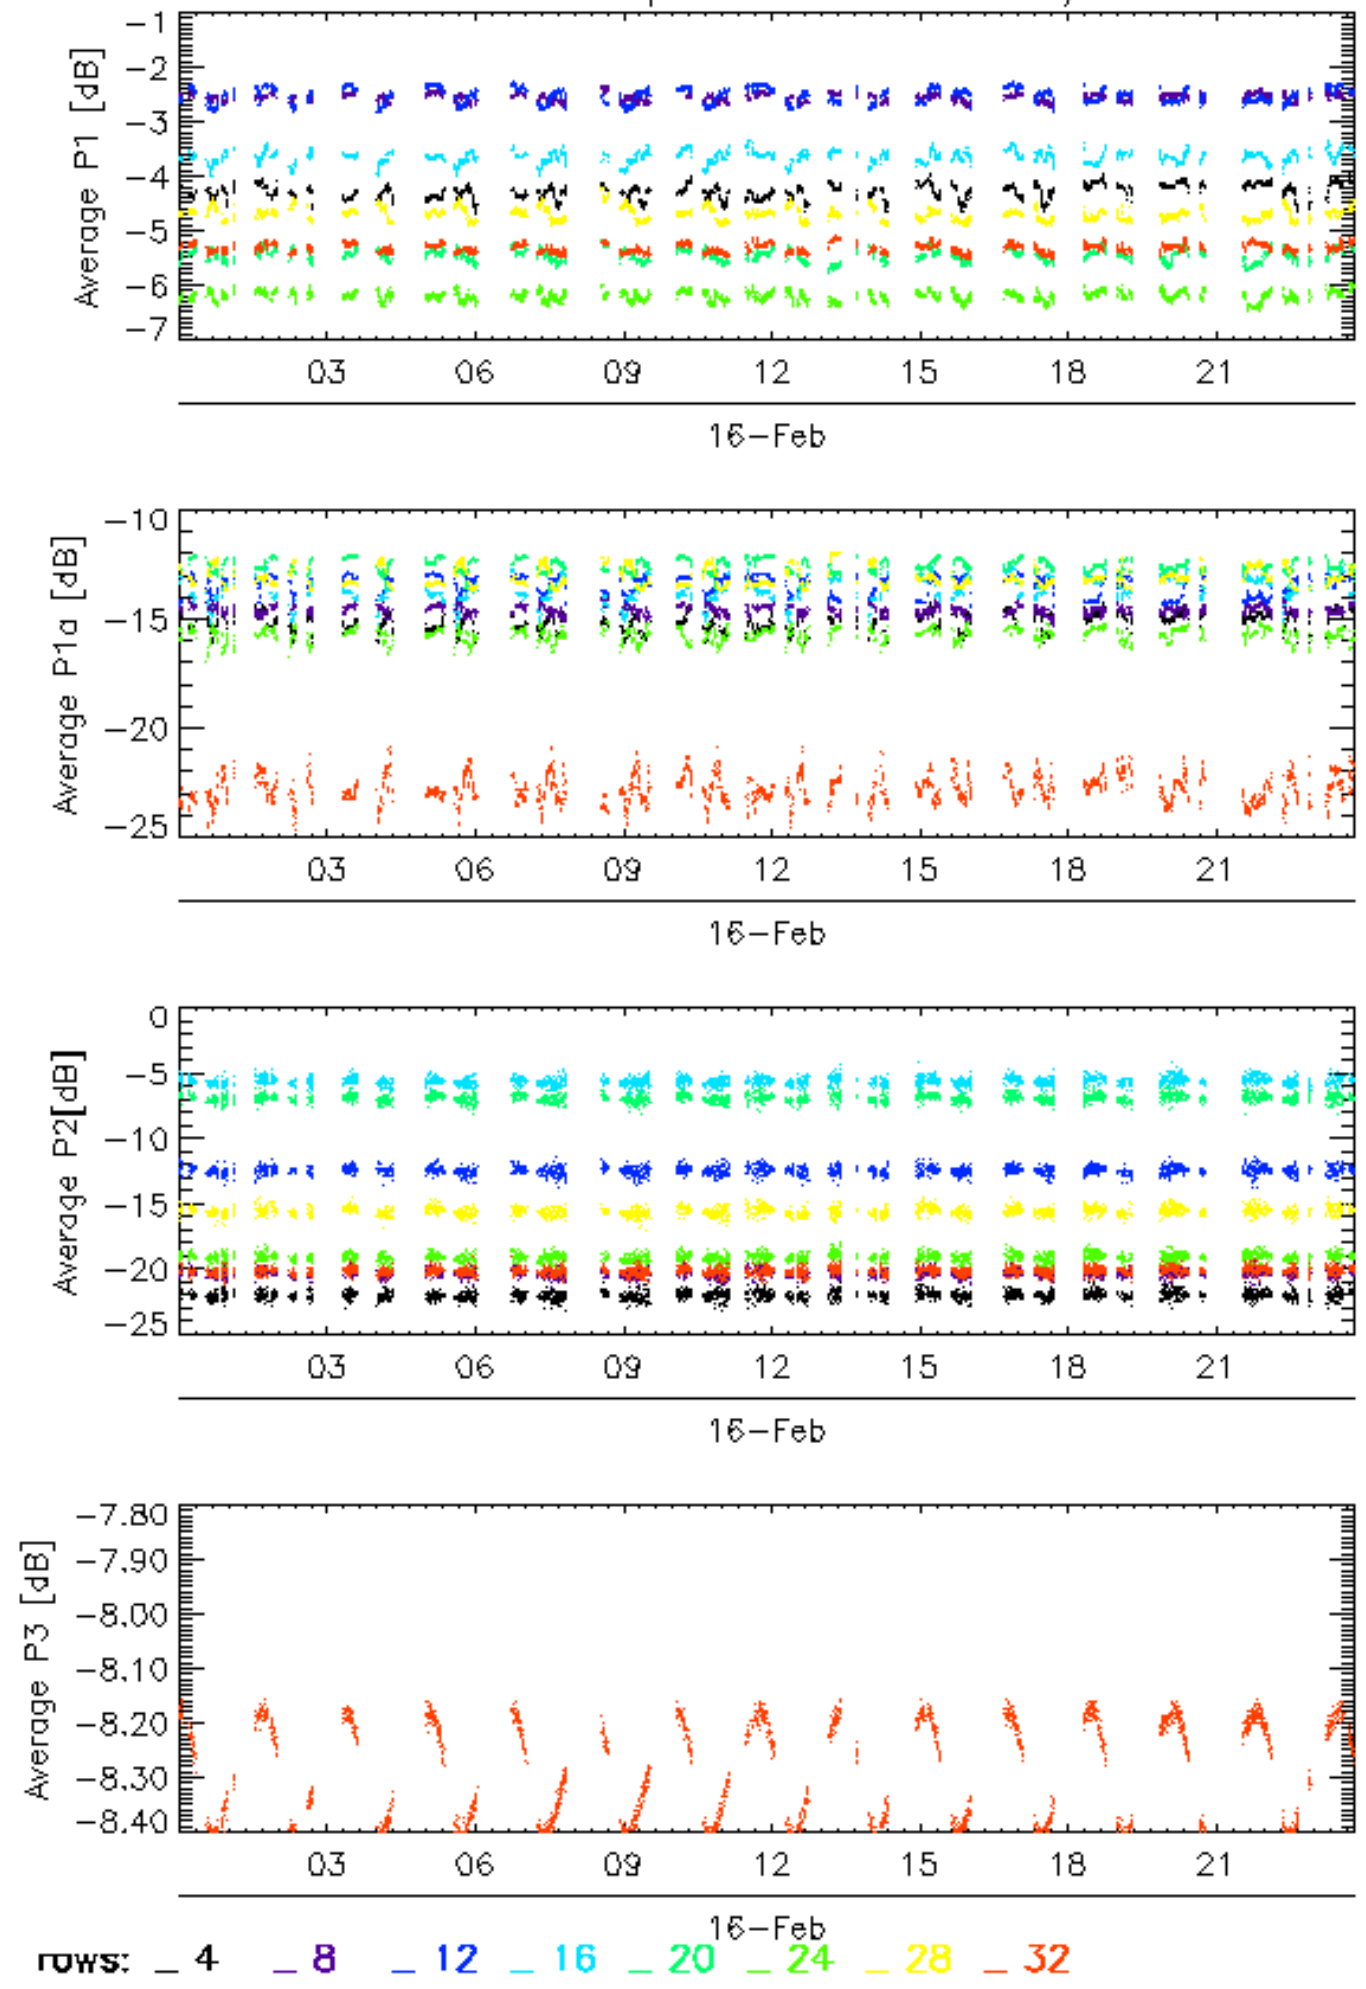 Average P1 [dB]
-1
-2
-3
-4
-5
-6
-7
03 06 09 12 15 18 21
16-Feb
Average P1a [dB]
-10
-15
-20
-25
03 06 09 12 15 18 21
16-Feb
Average P2[dB]
0
-5
-10
-15
-20
-25
03 06 09 12 15 18 21
16-Feb
Average P3 [dB]
-7.80
-7.90
-8.00
-8.10
-8.20
-8.30
-8.40
03 06 09 12 15 18 21
16-Feb
rows: _ 4 _ 8 _ 12 _ 16 _ 20 _ 24 _ 28 _ 32